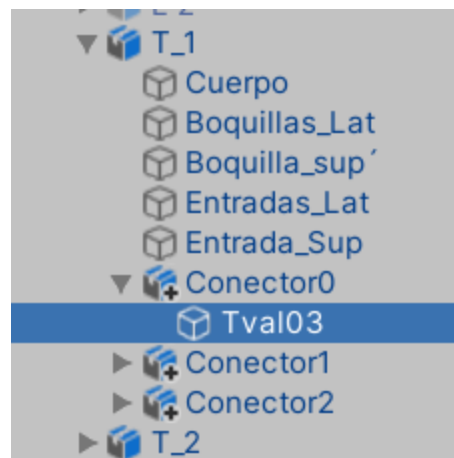 T_1
Cuerpo
Boquillas_Lat
Boquilla_sup´
Entradas_Lat
Entrada_Sup
Conector0
Tval03
Conector1
Conector2
T_2